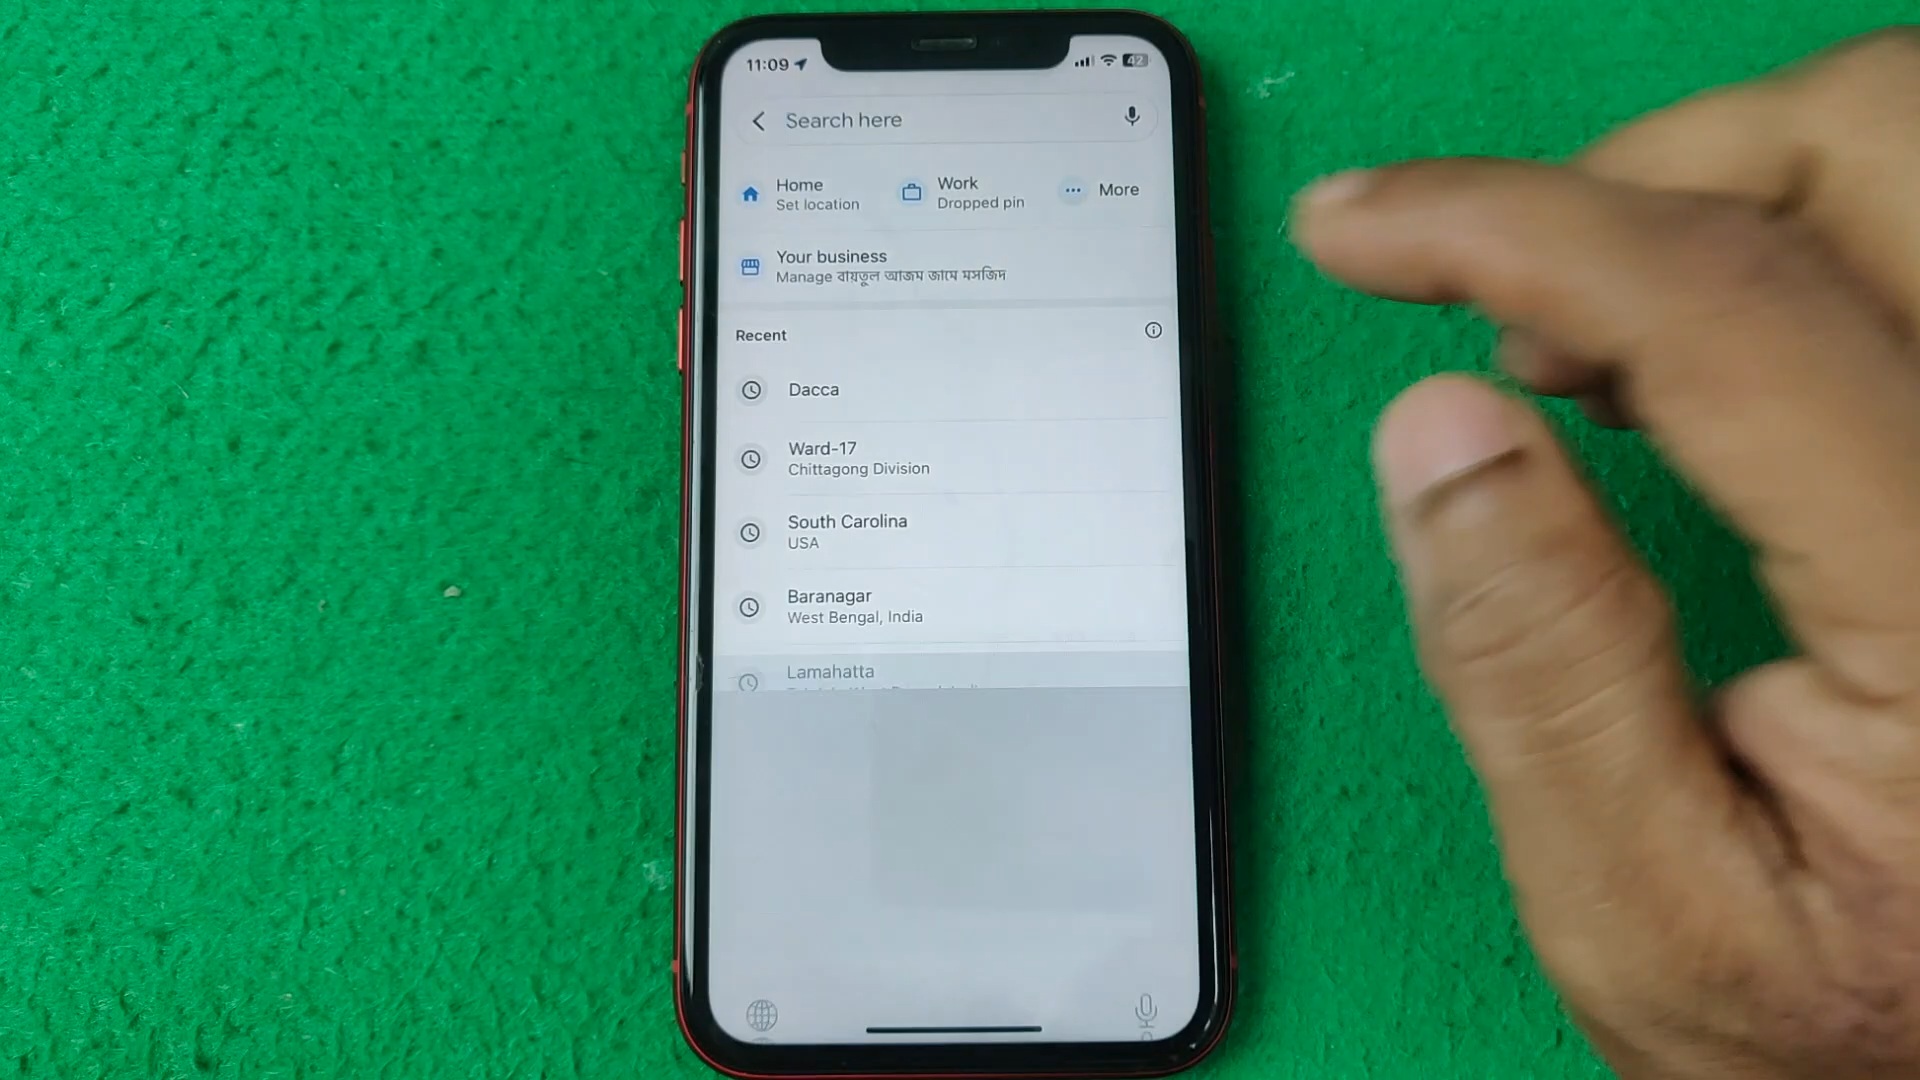 11:09
42
Search here
Home
Set location
Work
Dropped pin
More
Your business
Manage বায়তুল আজম জামে মসজিদ
Recent
Dacca
Ward-17
Chittagong Division
South Carolina
USA
Baranagar
West Bengal, India
Lamahatta